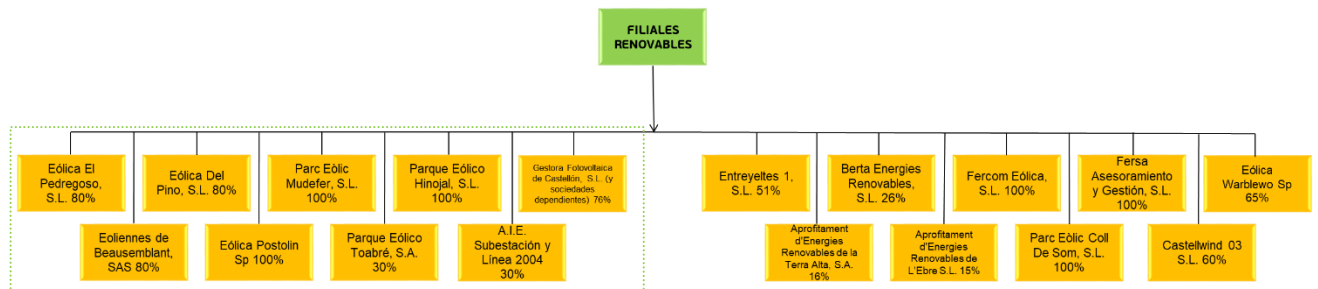 FILIALES
RENOVABLES
Eólica El
Pedregoso,
S.L. 80%
Eólica Del
Pino, S.L. 80%
Parc Eòlic
Mudefer, S.L.
100%
Parque Eólico
Hinojal, S.L.
100%
Gestora Fotovoltaica
de Castellón, S.L. (y
sociedades
dependientes) 76%
Entreyeltes 1,
S.L. 51%
Berta Energies
Renovables,
S.L. 26%
Fercom Eólica,
S.L. 100%
Fersa
Asesoramiento
y Gestión, S.L.
100%
Eólica
Warblewo Sp
65%
Eoliennes de
Beausemblant,
SAS 80%
Eólica Postolin
Sp 100%
Parque Eólico
Toabré, S.A.
30%
A.I.E.
Subestación y
Línea 2004
30%
Aprofitament
d'Energies
Renovables de la
Terra Alta, S.A.
16%
Aprofitament
d'Energies
Renovables de
L'Ebre S.L. 15%
Parc Eòlic Coll
De Som, S.L.
100%
Castellwind 03
S.L. 60%